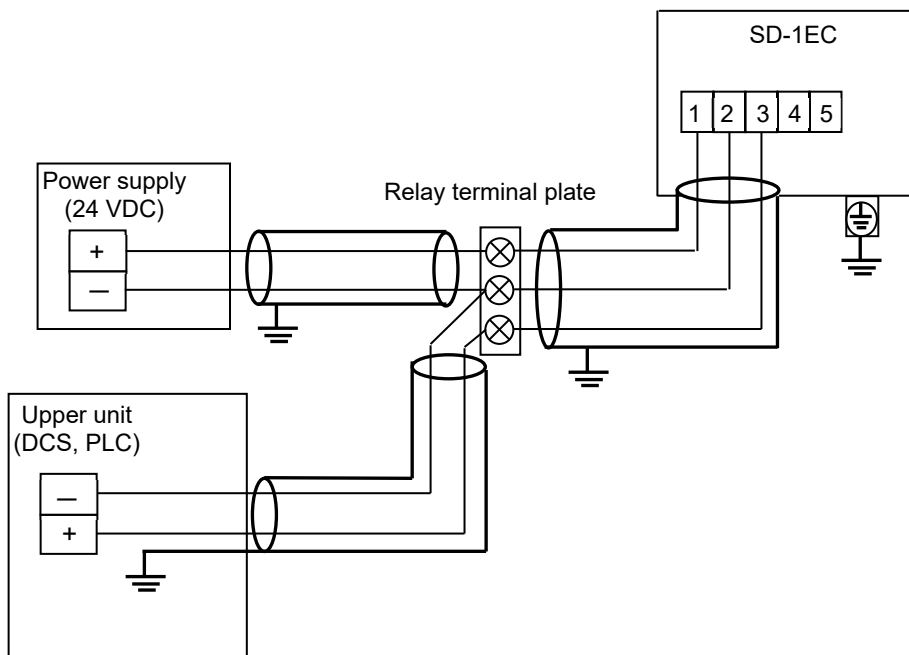 SD-1EC
1 2 3 4 5
Power supply
(24 VDC)
+
—
Relay terminal plate
Upper unit
(DCS, PLC)
—
+